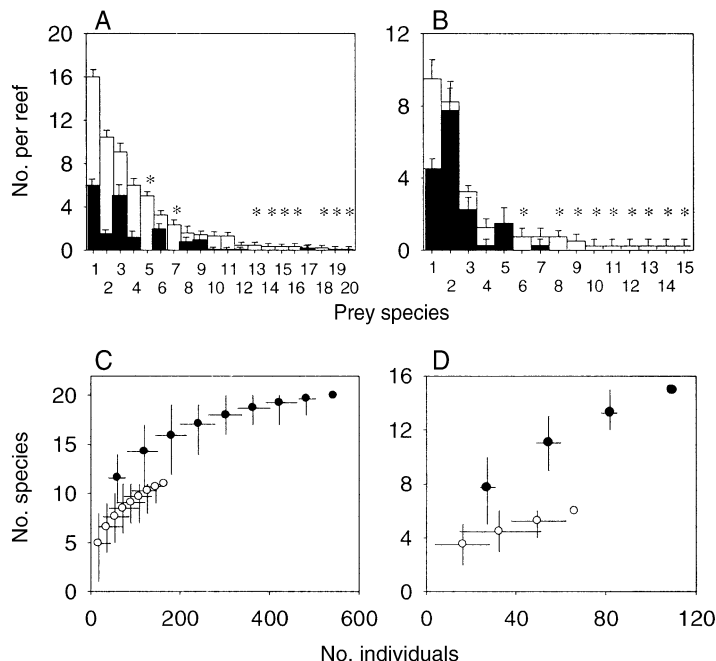 A
B
20
16
12
8
4
0
No. per reef
12
8
4
0
* * * * * * * * *
* * * * * * * * *
1 3 5 7 9 11 13 15 17 19
2 4 6 8 10 12 14 16 18 20
1 3 5 7 9 11 13 15
2 4 6 8 10 12 14
Prey species
C
D
20
15
10
5
0
No. species
16
12
8
4
0
0 200 400 600
0 40 80 120
No. individuals